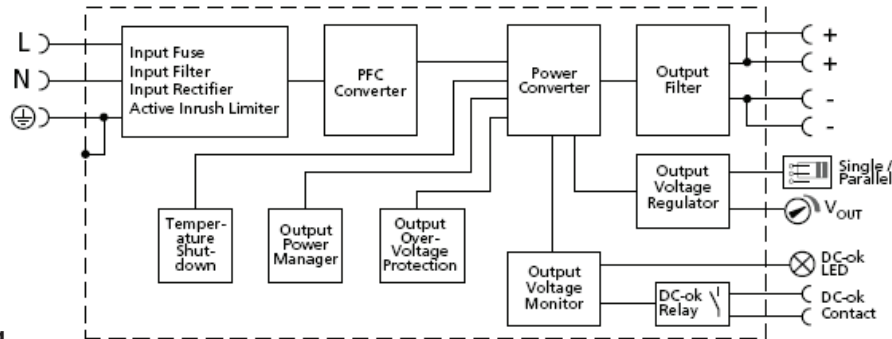 L
N
Input Fuse
Input Filter
Input Rectifier
Active Inrush Limiter
PFC
Converter
Power
Converter
Output
Filter
+
+
-
-
Temper-
ature
Shut-
down
Output
Power
Manager
Output
Over-
Voltage
Protection
Output
Voltage
Regulator
Single /
Parallel
VOUT
Output
Voltage
Monitor
DC-ok
LED
DC-ok
Relay
DC-ok
Contact